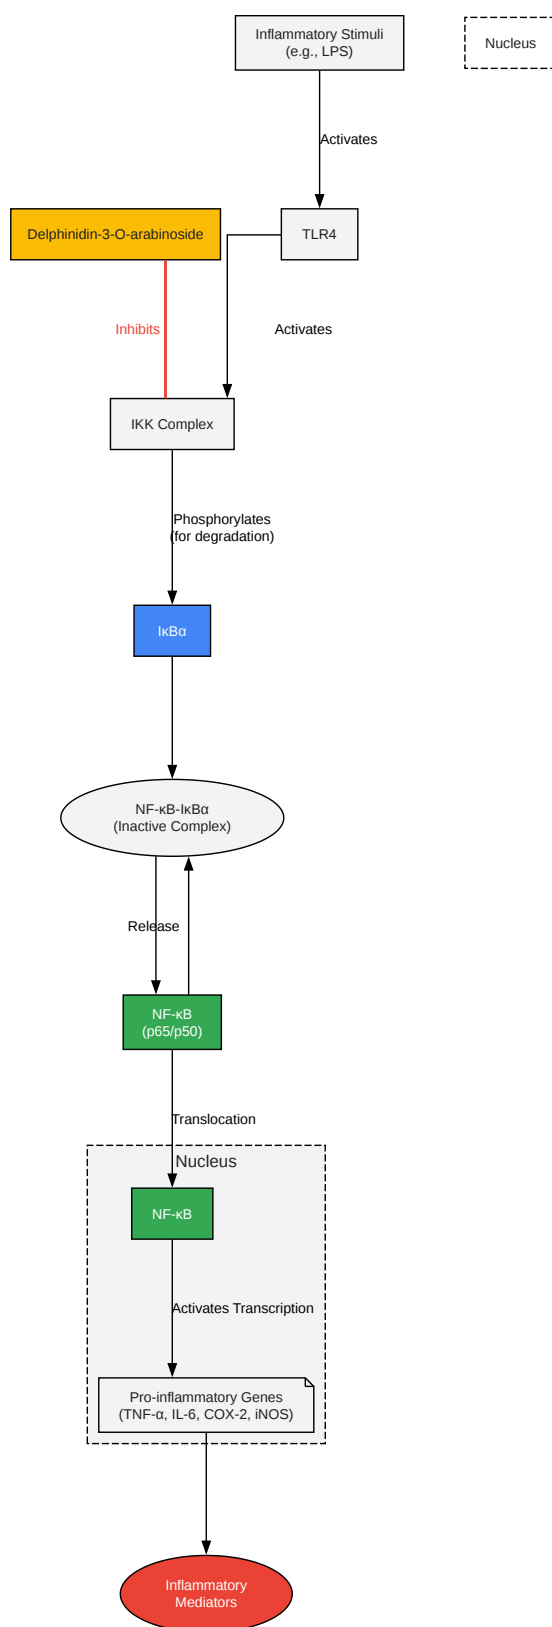 Inflammatory Stimuli
(e.g., LPS)
Nucleus
Activates
Delphinidin-3-O-arabinoside
TLR4
Inhibits
Activates
IKK Complex
Phosphorylates
(for degradation)
IκBα
NF-κB-IκBα
(Inactive Complex)
Release
NF-κB
(p65/p50)
Translocation
Nucleus
NF-κB
Activates Transcription
Pro-inflammatory Genes
(TNF-α, IL-6, COX-2, iNOS)
Inflammatory
Mediators